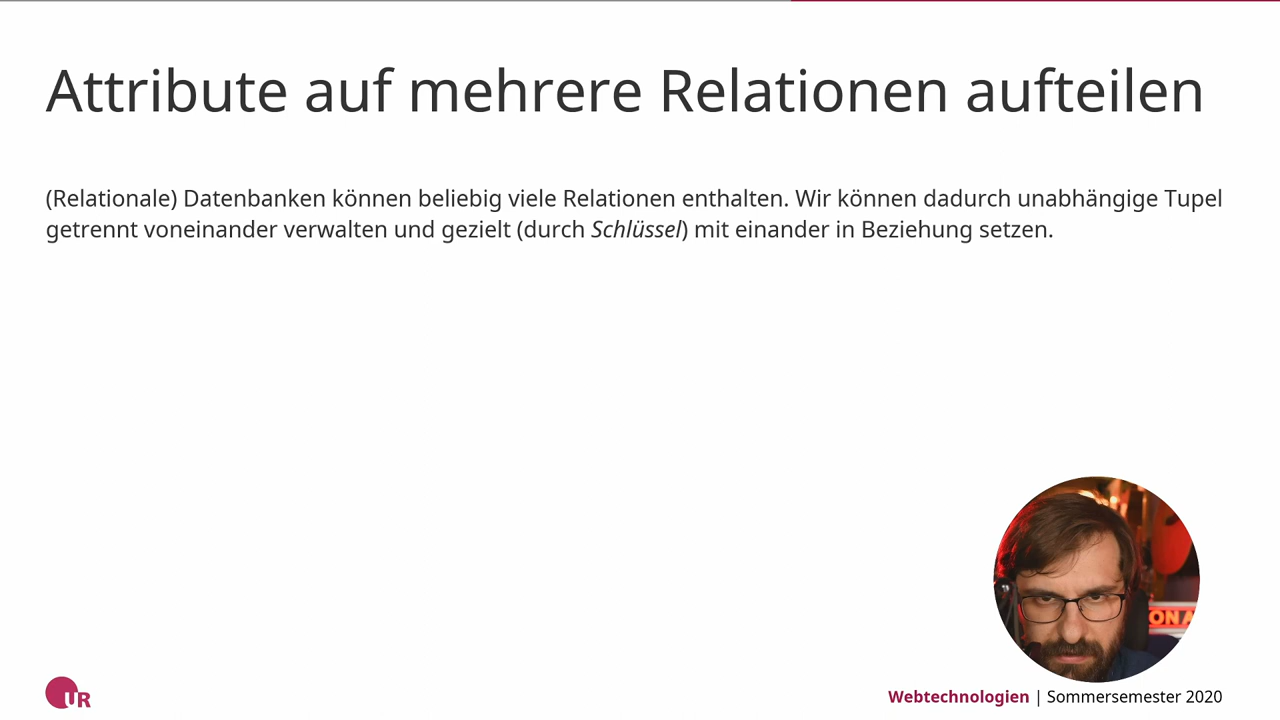 Attribute auf mehrere Relationen aufteilen
(Relationale) Datenbanken können beliebig viele Relationen enthalten. Wir können dadurch unabhängige Tupel
getrennt voneinander verwalten und gezielt (durch Schlüssel) mit einander in Beziehung setzen.
ON A
UR
Webtechnologien | Sommersemester 2020